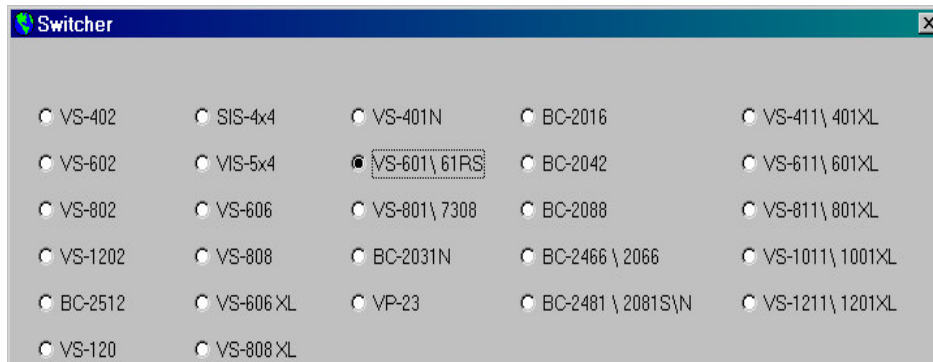 Switcher
VS-402 SIS-4x4 VS-401N BC-2016 VS-411\ 401XL
VS-602 VIS-5x4 VS-601\ 61RS BC-2042 VS-611\ 601XL
VS-802 VS-606 VS-801\ 7308 BC-2088 VS-811\ 801XL
VS-1202 VS-808 BC-2031N BC-2466 \ 2066 VS-1011\ 1001XL
BC-2512 VS-606 XL VP-23 BC-2481 \ 2081S\N VS-1211\ 1201XL
VS-120 VS-808 XL